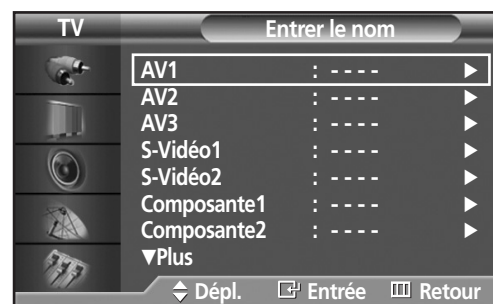 TV Entrer le nom
AV1 : - - - - ▶
AV2 : - - - - ▶
AV3 : - - - - ▶
S-Vidéo1 : - - - - ▶
S-Vidéo2 : - - - - ▶
Composante1 : - - - - ▶
Composante2 : - - - - ▶
▼Plus
Dépl. Entrée Retour